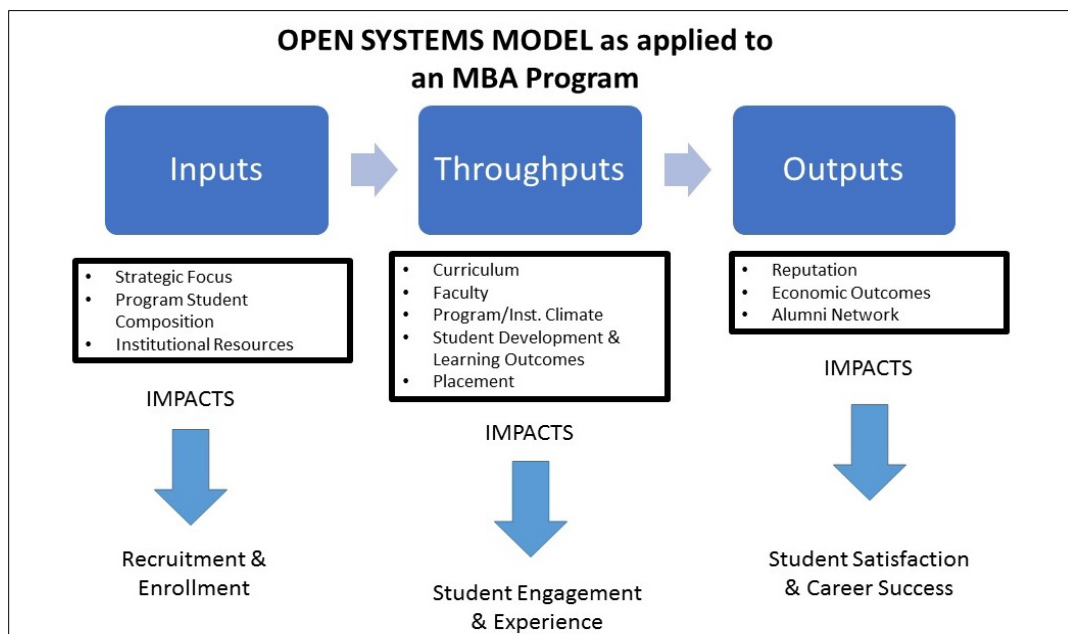 OPEN SYSTEMS MODEL as applied to
an MBA Program
Inputs
Throughputs
Outputs
• Strategic Focus
• Program Student
Composition
• Institutional Resources
• Curriculum
• Faculty
• Program/Inst. Climate
• Student Development &
Learning Outcomes
• Placement
• Reputation
• Economic Outcomes
• Alumni Network
IMPACTS
IMPACTS
IMPACTS
Recruitment &
Enrollment
Student Engagement
& Experience
Student Satisfaction
& Career Success